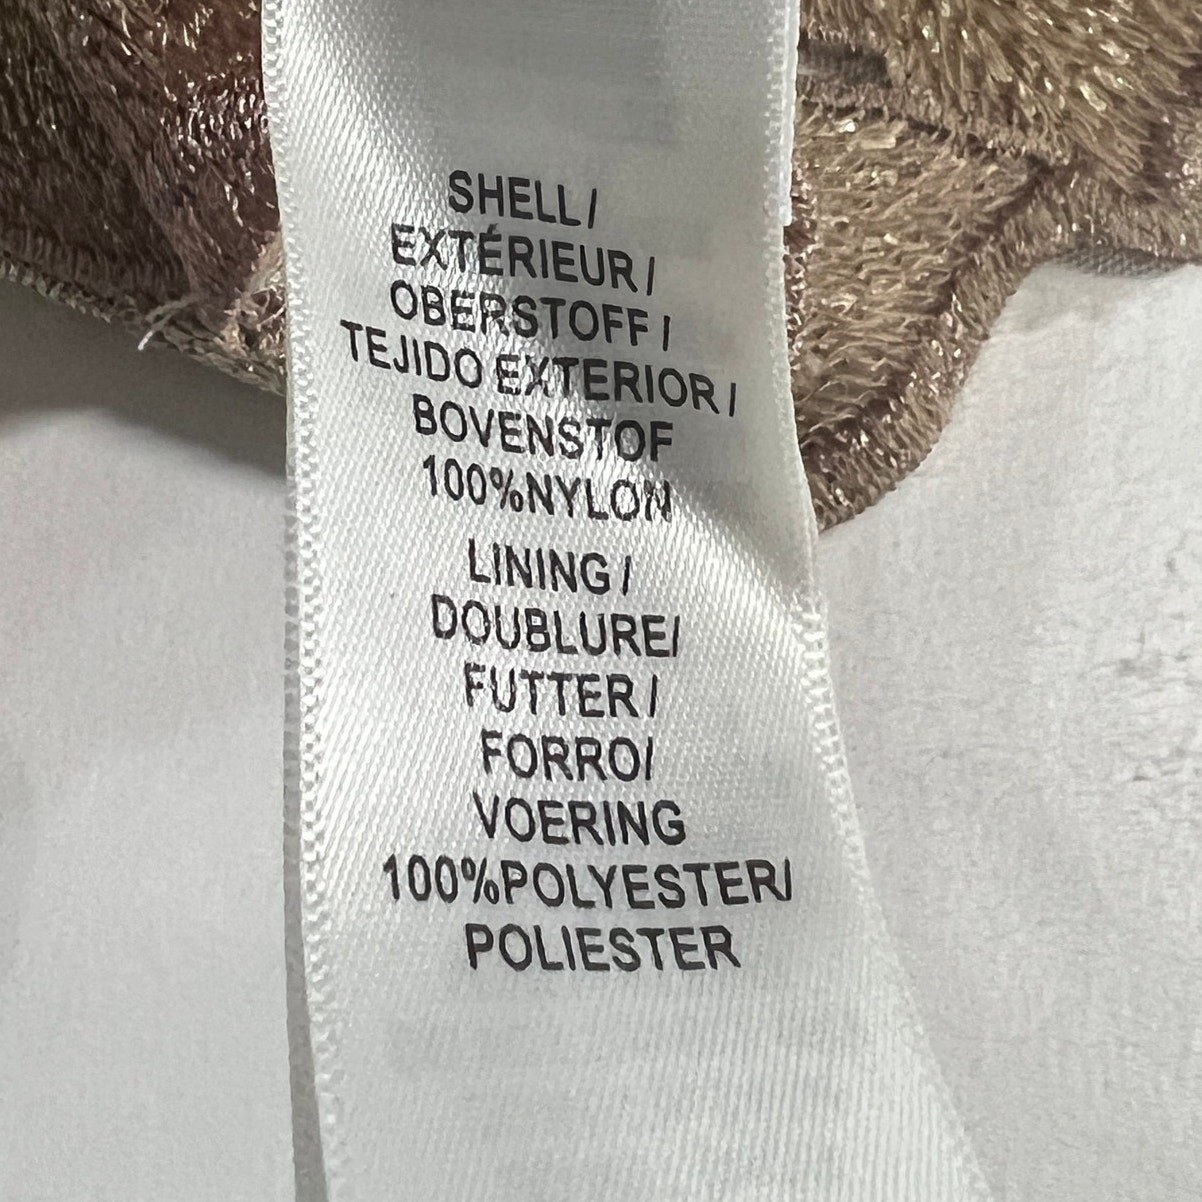 SHELL/
EXTÉRIEUR/
OBERSTOFF/
TEJIDO EXTERIOR/
BOVENSTOF
100%NYLON
LINING/
DOUBLURE/
FUTTER/
FORRO/
VOERING
100%POLYESTER/
POLIESTER